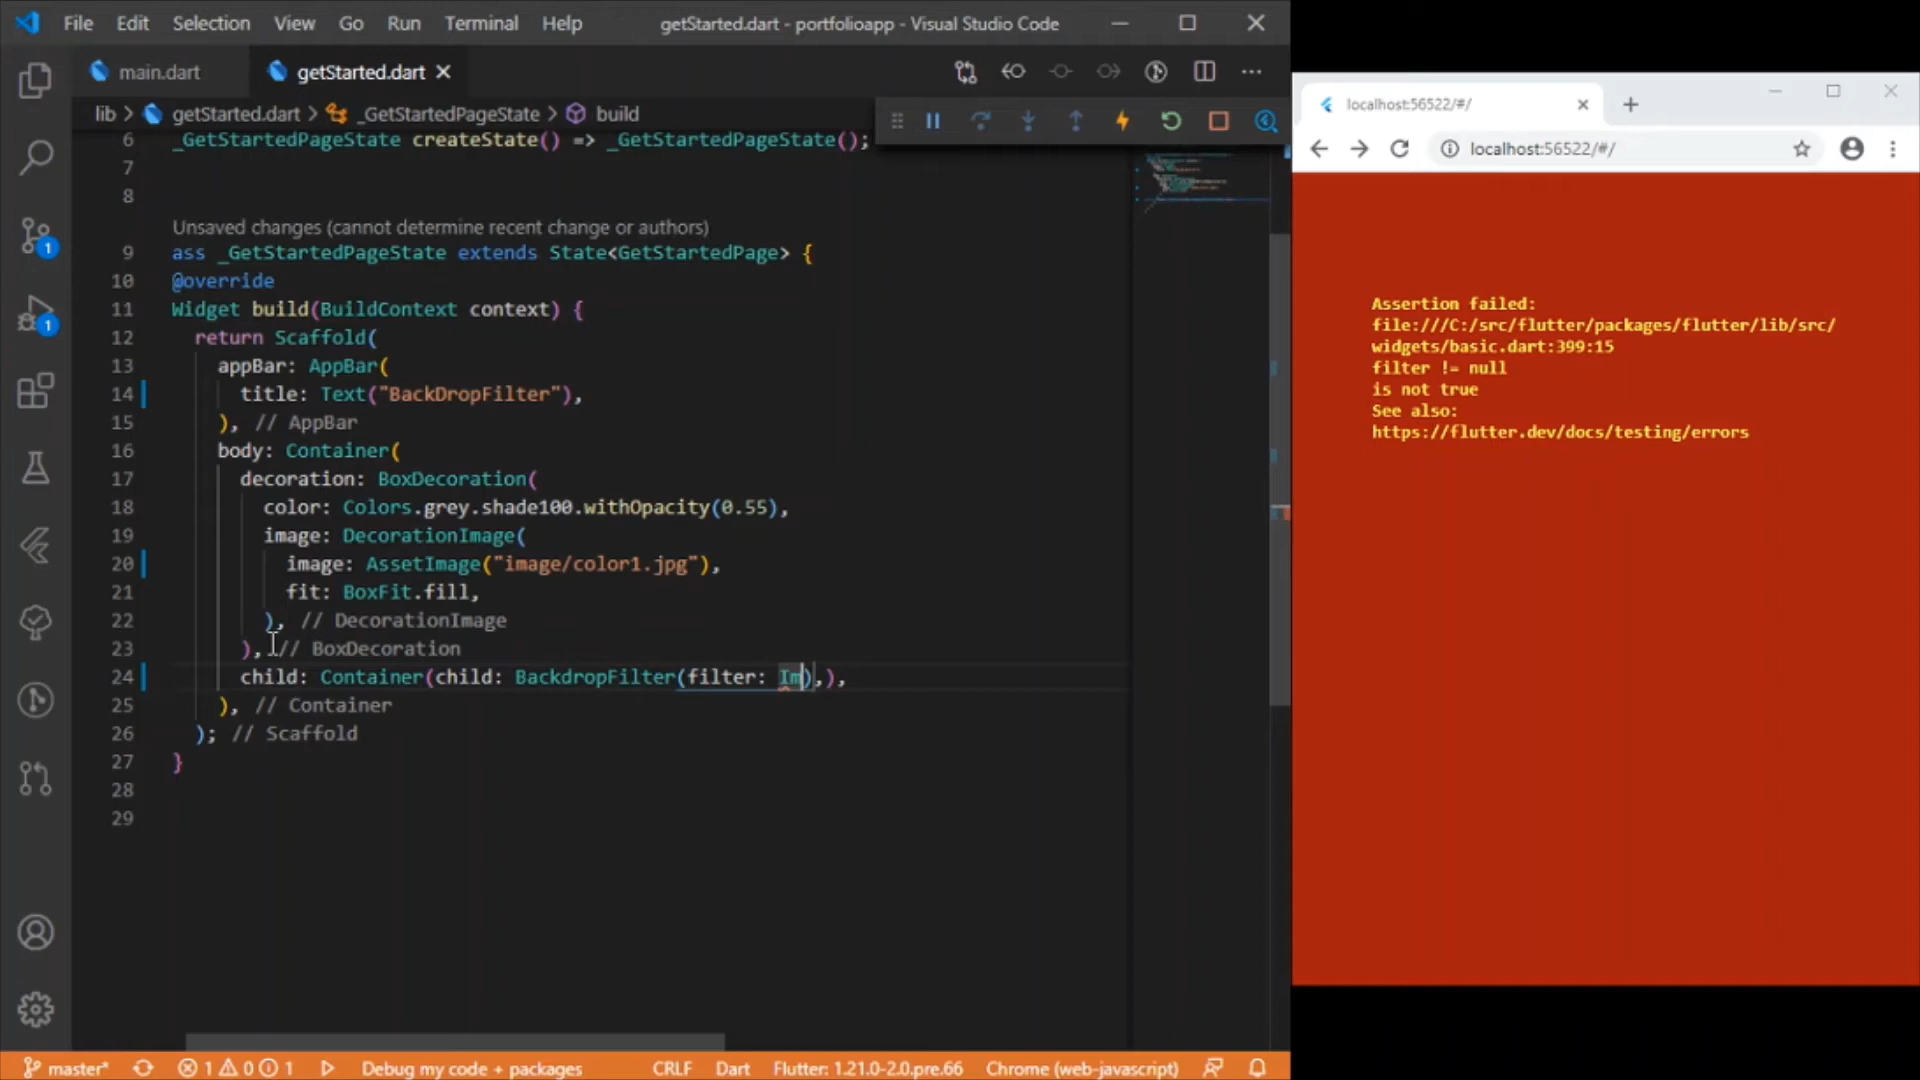 File Edit Selection View Go Run Terminal Help getStarted.dart - portfolioapp - Visual Studio Code
main.dart getStarted.dart
lib > getStarted.dart > _GetStartedPageState > build
6 _GetStartedPageState createState() => _GetStartedPageState();
7
8
Unsaved changes (cannot determine recent change or authors)
9 ass _GetStartedPageState extends State<GetStartedPage> {
10 @override
11 Widget build(BuildContext context) {
12 return Scaffold(
13 appBar: AppBar(
14 title: Text("BackDropFilter"),
15 ), // AppBar
16 body: Container(
17 decoration: BoxDecoration(
18 color: Colors.grey.shade100.withOpacity(0.55),
19 image: DecorationImage(
20 image: AssetImage("image/color1.jpg"),
21 fit: BoxFit.fill,
22 ), // DecorationImage
23 ), // BoxDecoration
24 child: Container(child: BackdropFilter(filter: Im),),
25 ), // Container
26 ); // Scaffold
27 }
28
29
1
1
master* 1 0 1 Debug my code + packages CRLF Dart Flutter: 1.21.0-2.0.pre.66 Chrome (web-javascript)
localhost:56522/#/
localhost:56522/#/
Assertion failed:
file:///C:/src/flutter/packages/flutter/lib/src/
widgets/basic.dart:399:15
filter != null
is not true
See also:
https://flutter.dev/docs/testing/errors